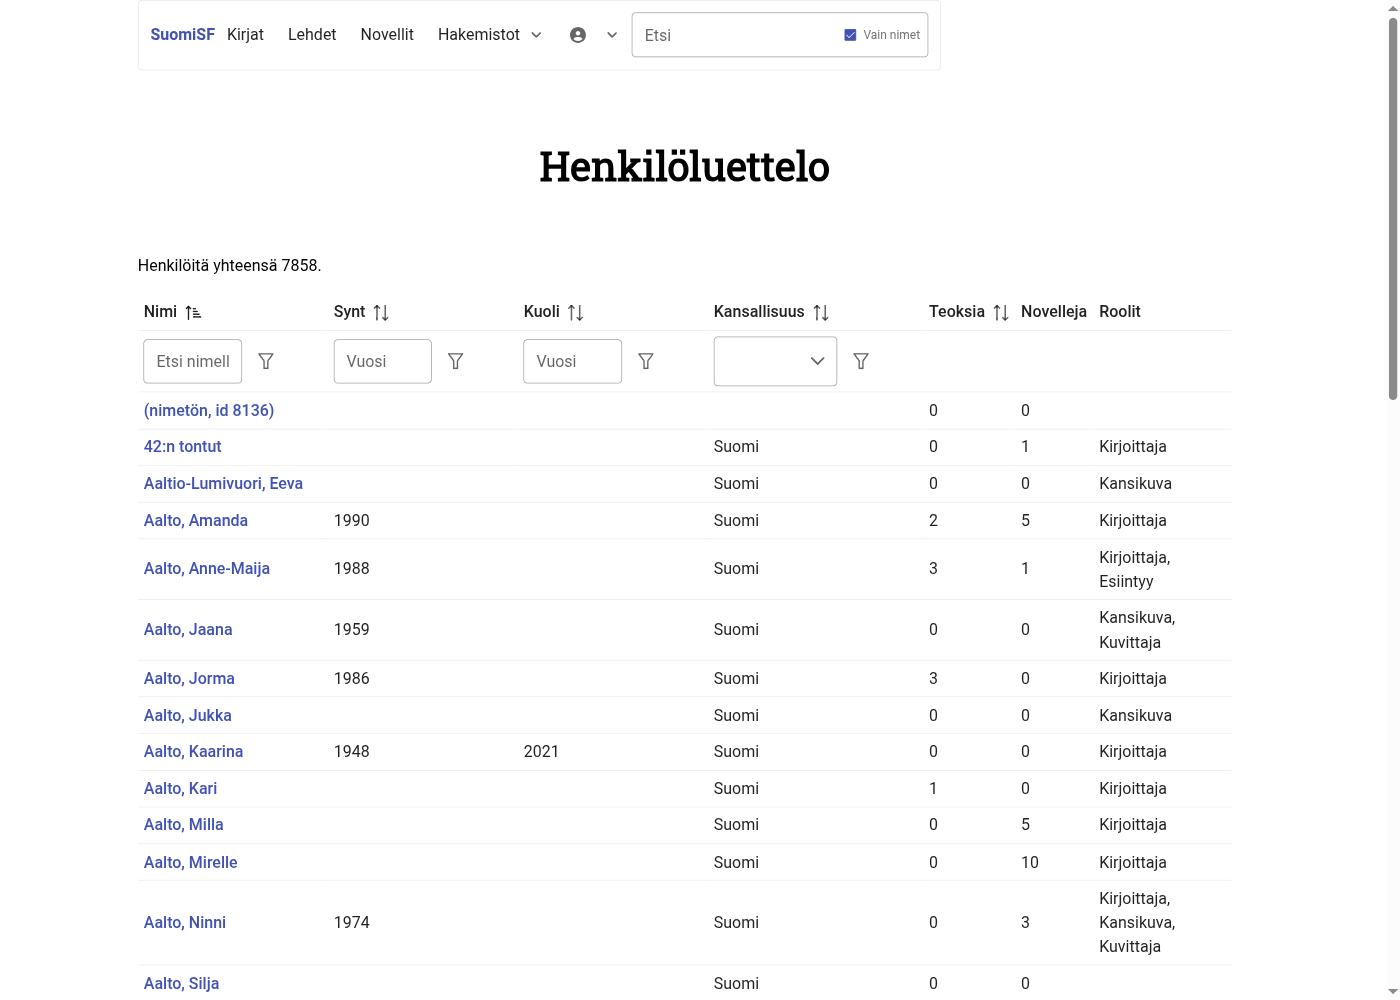 SuomiSF Kirjat Lehdet Novellit Hakemistot Etsi Vain nimet
Henkilöluettelo
Henkilöitä yhteensä 7858.
Nimi Synt Kuoli Kansallisuus Teoksia Novelleja Roolit
Etsi nimell Vuosi Vuosi
(nimetön, id 8136) 0 0
42:n tontut Suomi 0 1 Kirjoittaja
Aaltio-Lumivuori, Eeva Suomi 0 0 Kansikuva
Aalto, Amanda 1990 Suomi 2 5 Kirjoittaja
Aalto, Anne-Maija 1988 Suomi 3 1 Kirjoittaja,
Esiintyy
Aalto, Jaana 1959 Suomi 0 0 Kansikuva,
Kuvittaja
Aalto, Jorma 1986 Suomi 3 0 Kirjoittaja
Aalto, Jukka Suomi 0 0 Kansikuva
Aalto, Kaarina 1948 2021 Suomi 0 0 Kirjoittaja
Aalto, Kari Suomi 1 0 Kirjoittaja
Aalto, Milla Suomi 0 5 Kirjoittaja
Aalto, Mirelle Suomi 0 10 Kirjoittaja
Aalto, Ninni 1974 Suomi 0 3 Kirjoittaja,
Kansikuva,
Kuvittaja
Aalto, Silja Suomi 0 0